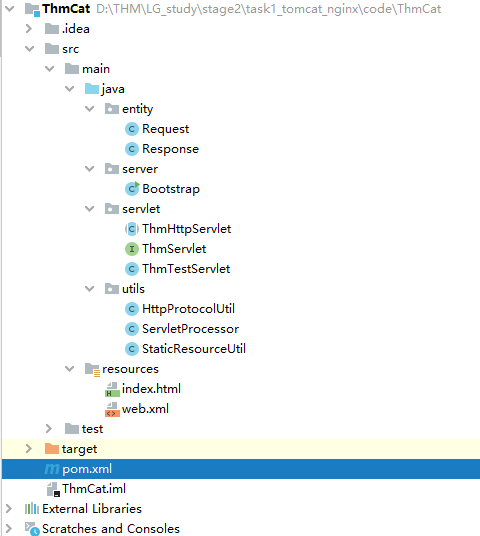 ThmCat D:\THM\LG_study\stage2\task1_tomcat_nginx\code\ThmCat
.idea
src
main
java
entity
Request
Response
server
Bootstrap
servlet
ThmHttpServlet
ThmServlet
ThmTestServlet
utils
HttpProtocolUtil
ServletProcessor
StaticResourceUtil
resources
index.html
web.xml
test
target
pom.xml
ThmCat.iml
External Libraries
Scratches and Consoles